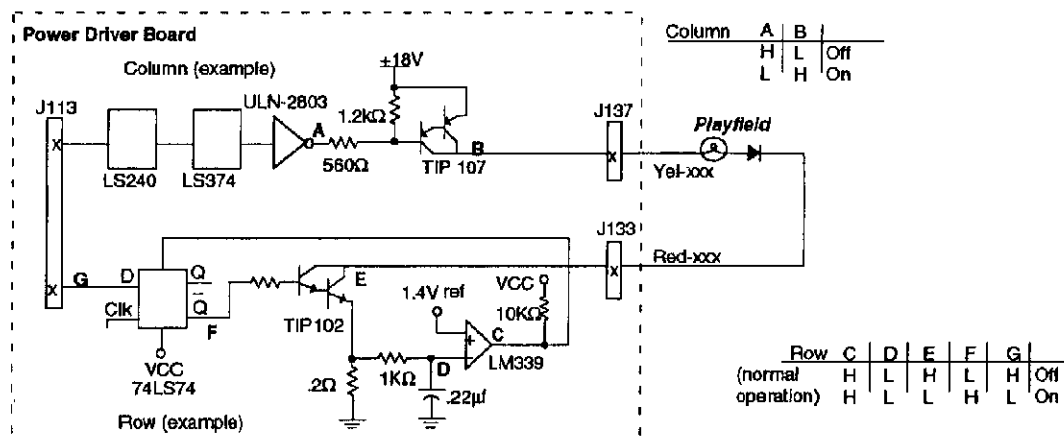 Power Driver Board
Column (example)
±18V
J113
ULN-2803
A
1.2kΩ
560Ω
TIP 107
B
LS240
LS374
J137
Playfield
Yel-xxx
Column A B
H L Off
L H On
J133
Red-xxx
G
D
Q
Q̅
Clk
F
VCC
74LS74
TIP102
E
1.4V ref
VCC
10KΩ
+
−
C
LM339
1KΩ
D
.2Ω
.22µf
Row (example)
Row C D E F G
(normal H L H L H Off
operation) H L L H L On